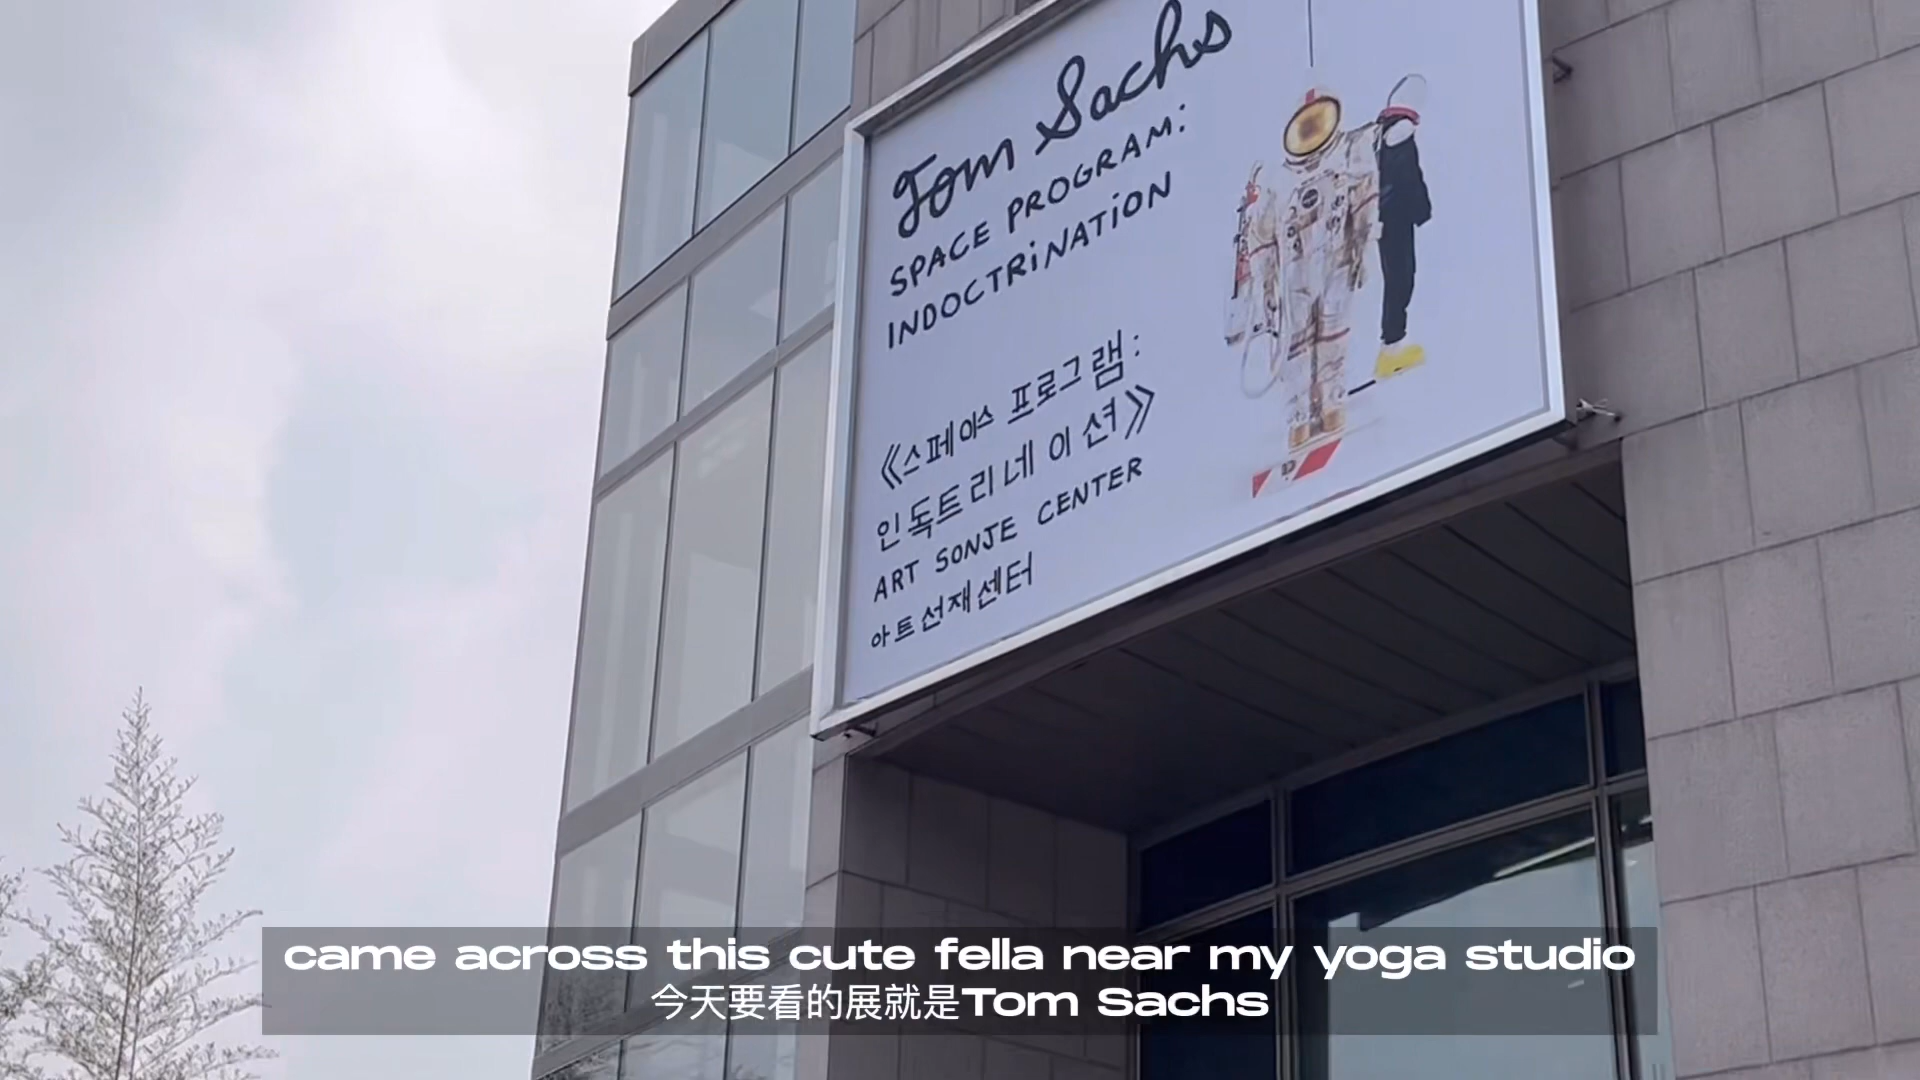 Tom Sachs
SPACE PROGRAM:
INDOCTRiNATiON
《스페이스 프로그램:
인독트리네이션》
ART SONJE CENTER
아트선재센터
came across this cute fella near my yoga studio
今天要看的展就是Tom Sachs